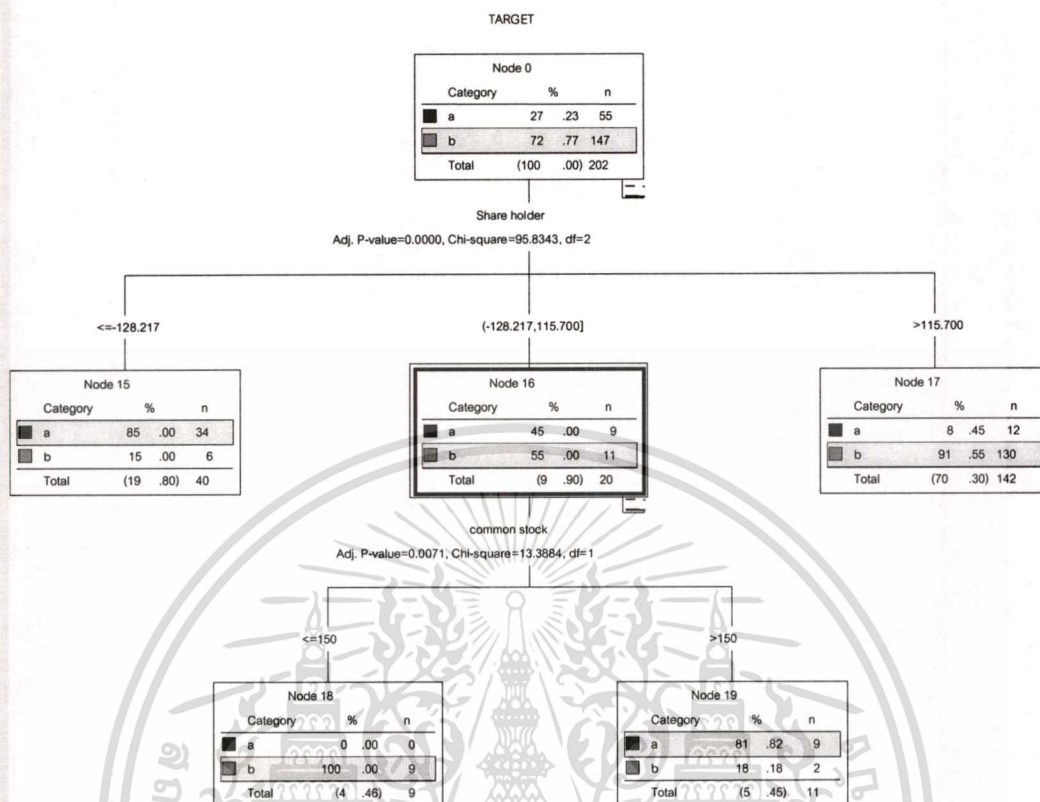 TARGET
Node 0
Category % n
a 27 .23 55
b 72 .77 147
Total (100 .00) 202
Share holder
Adj. P-value=0.0000, Chi-square=95.8343, df=2
<=-128.217
(-128.217,115.700]
>115.700
Node 15
Category % n
a 85 .00 34
b 15 .00 6
Total (19 .80) 40
Node 16
Category % n
a 45 .00 9
b 55 .00 11
Total (9 .90) 20
Node 17
Category % n
a 8 .45 12
b 91 .55 130
Total (70 .30) 142
common stock
Adj. P-value=0.0071, Chi-square=13.3884, df=1
<=150
>150
Node 18
Category % n
a 0 .00 0
b 100 .00 9
Total (4 .46) 9
Node 19
Category % n
a 81 .82 9
b 18 .18 2
Total (5 .45) 11